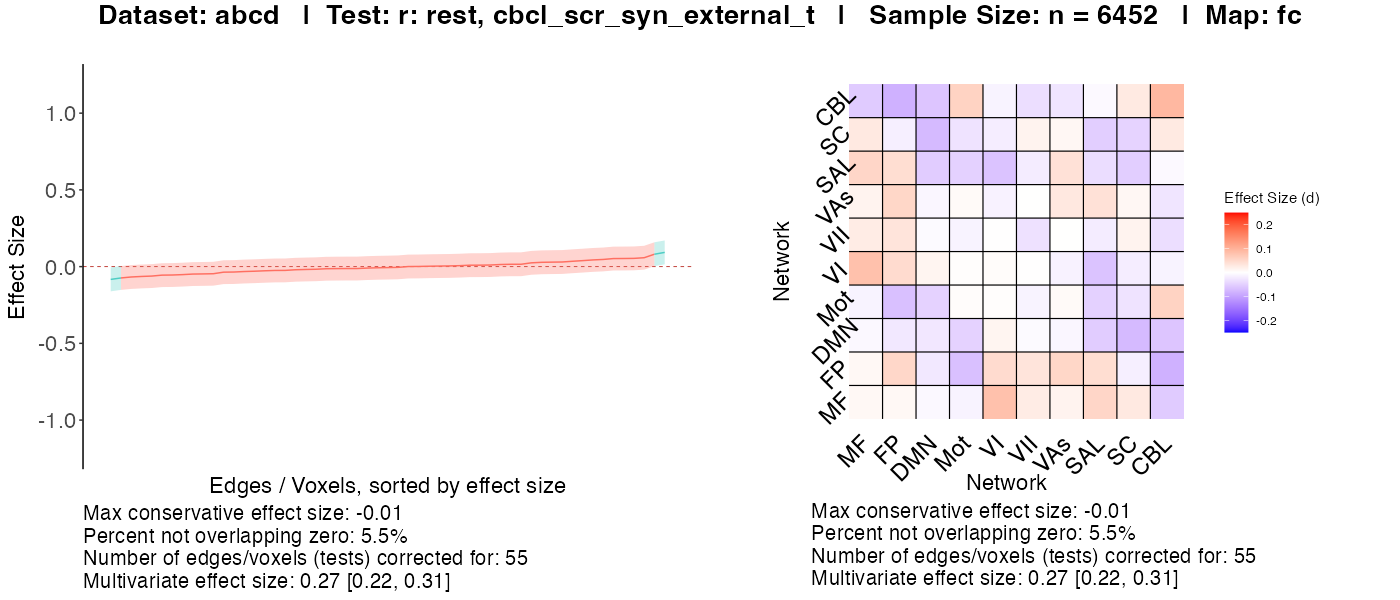 Dataset: abcd | Test: r: rest, cbcl_scr_syn_external_t | Sample Size: n = 6452 | Map: fc
Effect Size
1.0
0.5
0.0
-0.5
-1.0
Edges / Voxels, sorted by effect size
Max conservative effect size: -0.01
Percent not overlapping zero: 5.5%
Number of edges/voxels (tests) corrected for: 55
Multivariate effect size: 0.27 [0.22, 0.31]
Network
CBL
SC
SAL
VAs
VII
VI
Mot
DMN
FP
MF
MF FP DMN Mot VI VII VAs SAL SC CBL
Network
Effect Size (d)
0.2
0.1
0.0
-0.1
-0.2
Max conservative effect size: -0.01
Percent not overlapping zero: 5.5%
Number of edges/voxels (tests) corrected for: 55
Multivariate effect size: 0.27 [0.22, 0.31]